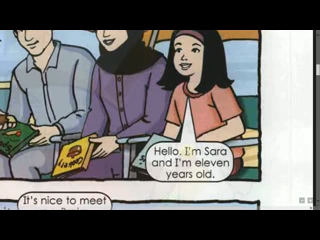 Hello. I'm Sara
and I'm eleven
years old.
It's nice to meet